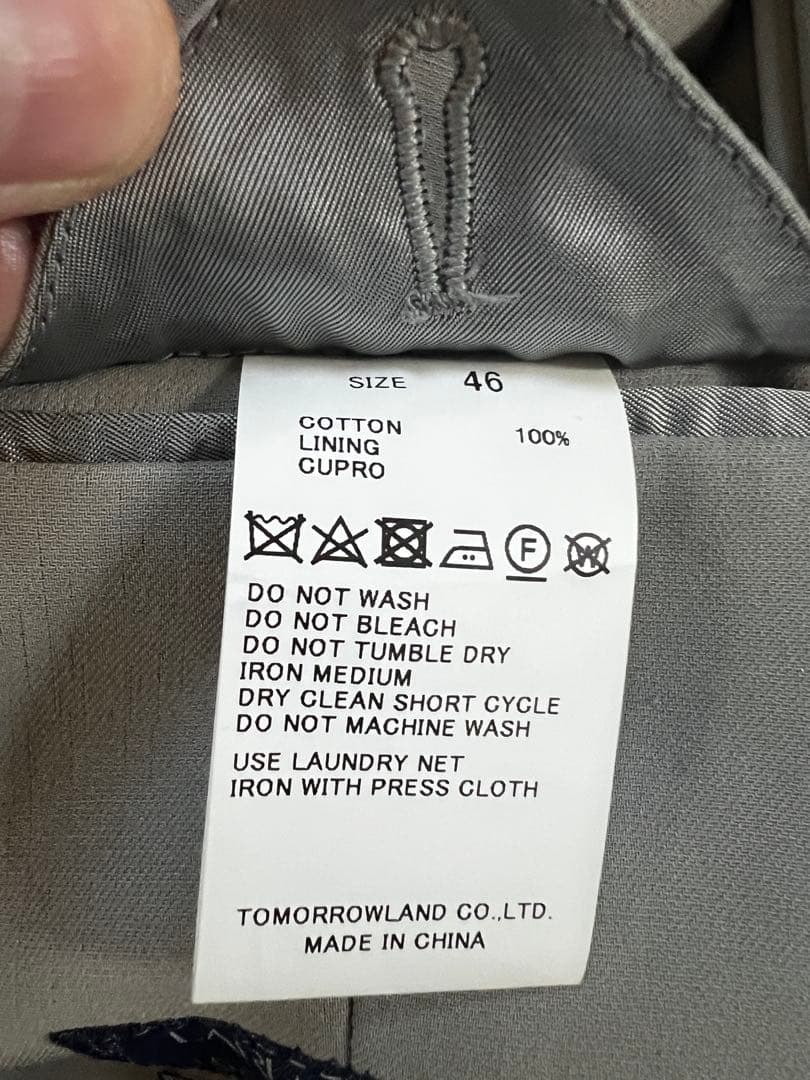 SIZE 46
COTTON 100%
LINING
CUPRO
F
W
DO NOT WASH
DO NOT BLEACH
DO NOT TUMBLE DRY
IRON MEDIUM
DRY CLEAN SHORT CYCLE
DO NOT MACHINE WASH
USE LAUNDRY NET
IRON WITH PRESS CLOTH
TOMORROWLAND CO.,LTD.
MADE IN CHINA